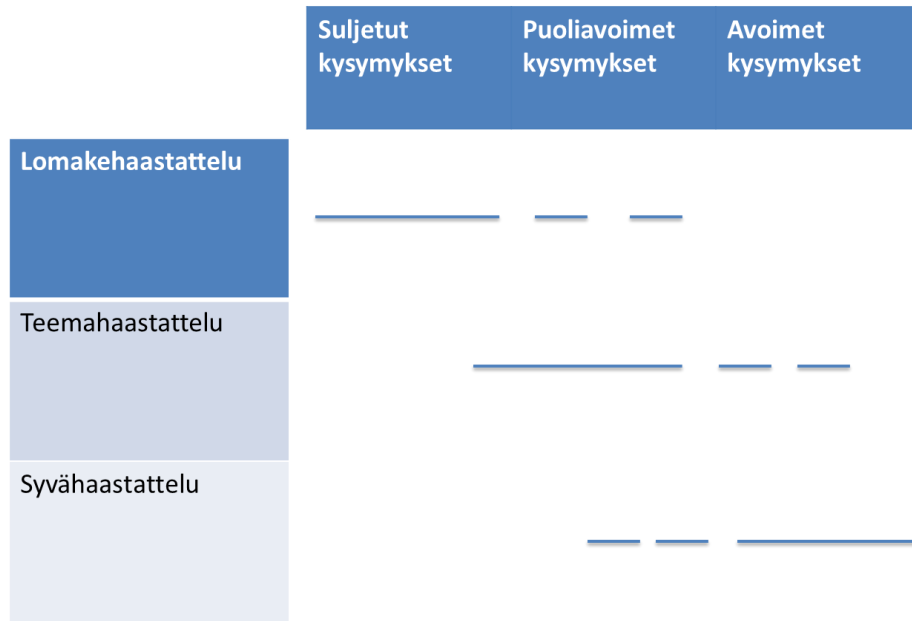 Suljetut
kysymykset
Puoliavoimet
kysymykset
Avoimet
kysymykset
Lomakehaastattelu
Teemahaastattelu
Syvähaastattelu